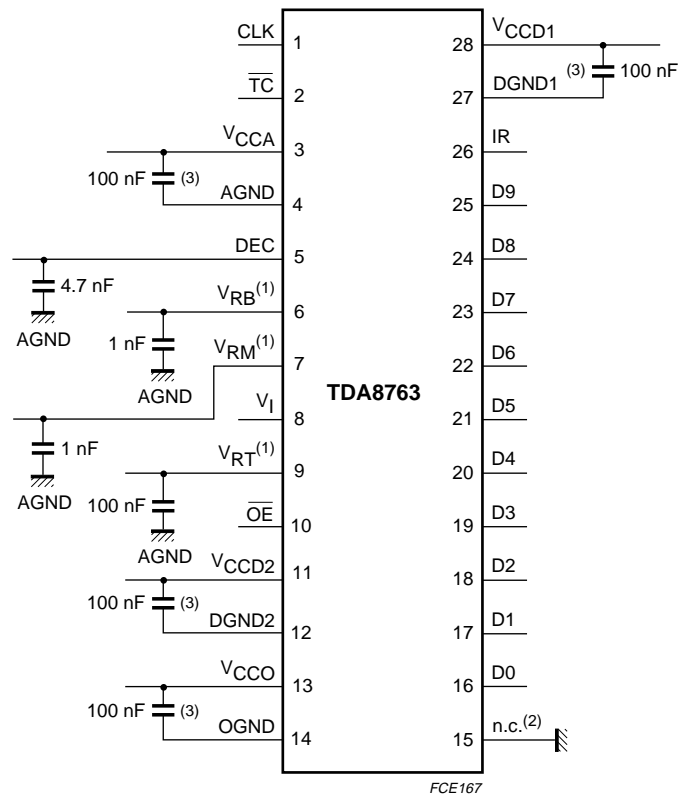 CLK 1
TC 2
VCCA 3
100 nF (3)
AGND 4
DEC 5
4.7 nF
AGND
VRB(1) 6
1 nF
AGND
VRM(1) 7
1 nF
AGND
VI 8
VRT(1) 9
100 nF
AGND
OE 10
VCCD2 11
100 nF (3)
DGND2 12
VCCO 13
100 nF (3)
OGND 14
TDA8763
28 VCCD1
(3) 100 nF
27 DGND1
26 IR
25 D9
24 D8
23 D7
22 D6
21 D5
20 D4
19 D3
18 D2
17 D1
16 D0
15 n.c.(2)
FCE167